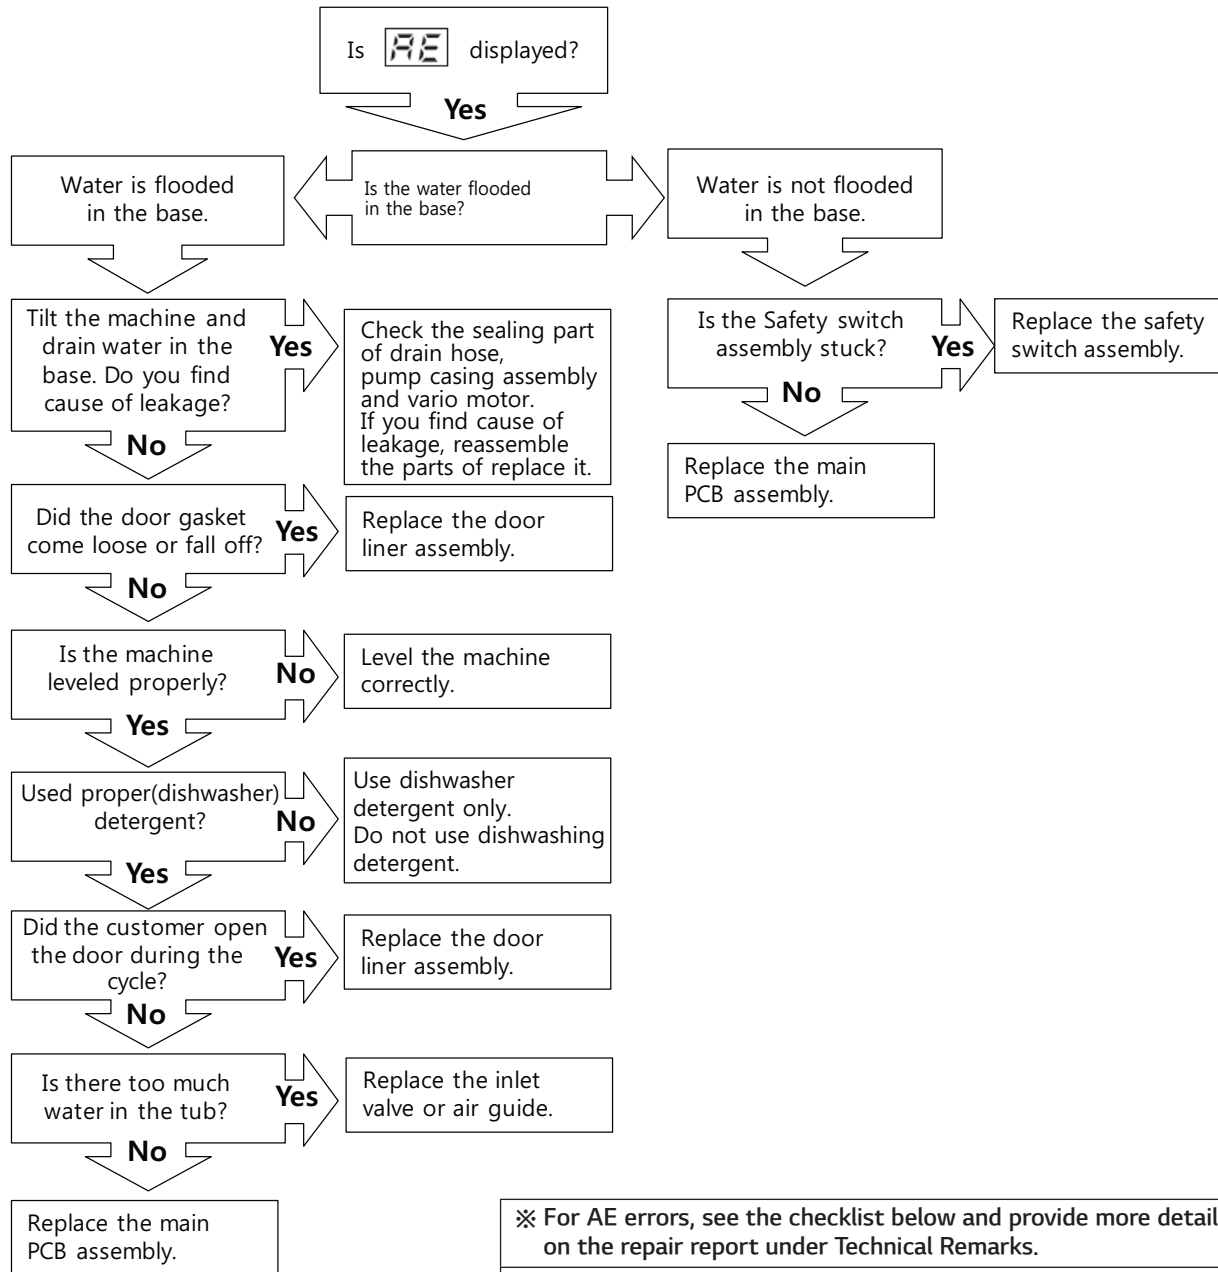 Is AE displayed?
Yes
Water is flooded
in the base.
Is the water flooded
in the base?
Water is not flooded
in the base.
Tilt the machine and
drain water in the
base. Do you find
cause of leakage?
Yes
No
Check the sealing part
of drain hose,
pump casing assembly
and vario motor.
If you find cause of
leakage, reassemble
the parts of replace it.
Is the Safety switch
assembly stuck?
Yes
No
Replace the safety
switch assembly.
Replace the main
PCB assembly.
Did the door gasket
come loose or fall off?
Yes
No
Replace the door
liner assembly.
Is the machine
leveled properly?
No
Yes
Level the machine
correctly.
Used proper(dishwasher)
detergent?
No
Yes
Use dishwasher
detergent only.
Do not use dishwashing
detergent.
Did the customer open
the door during the
cycle?
Yes
No
Replace the door
liner assembly.
Is there too much
water in the tub?
Yes
No
Replace the inlet
valve or air guide.
Replace the main
PCB assembly.
※ For AE errors, see the checklist below and provide more detail
on the repair report under Technical Remarks.